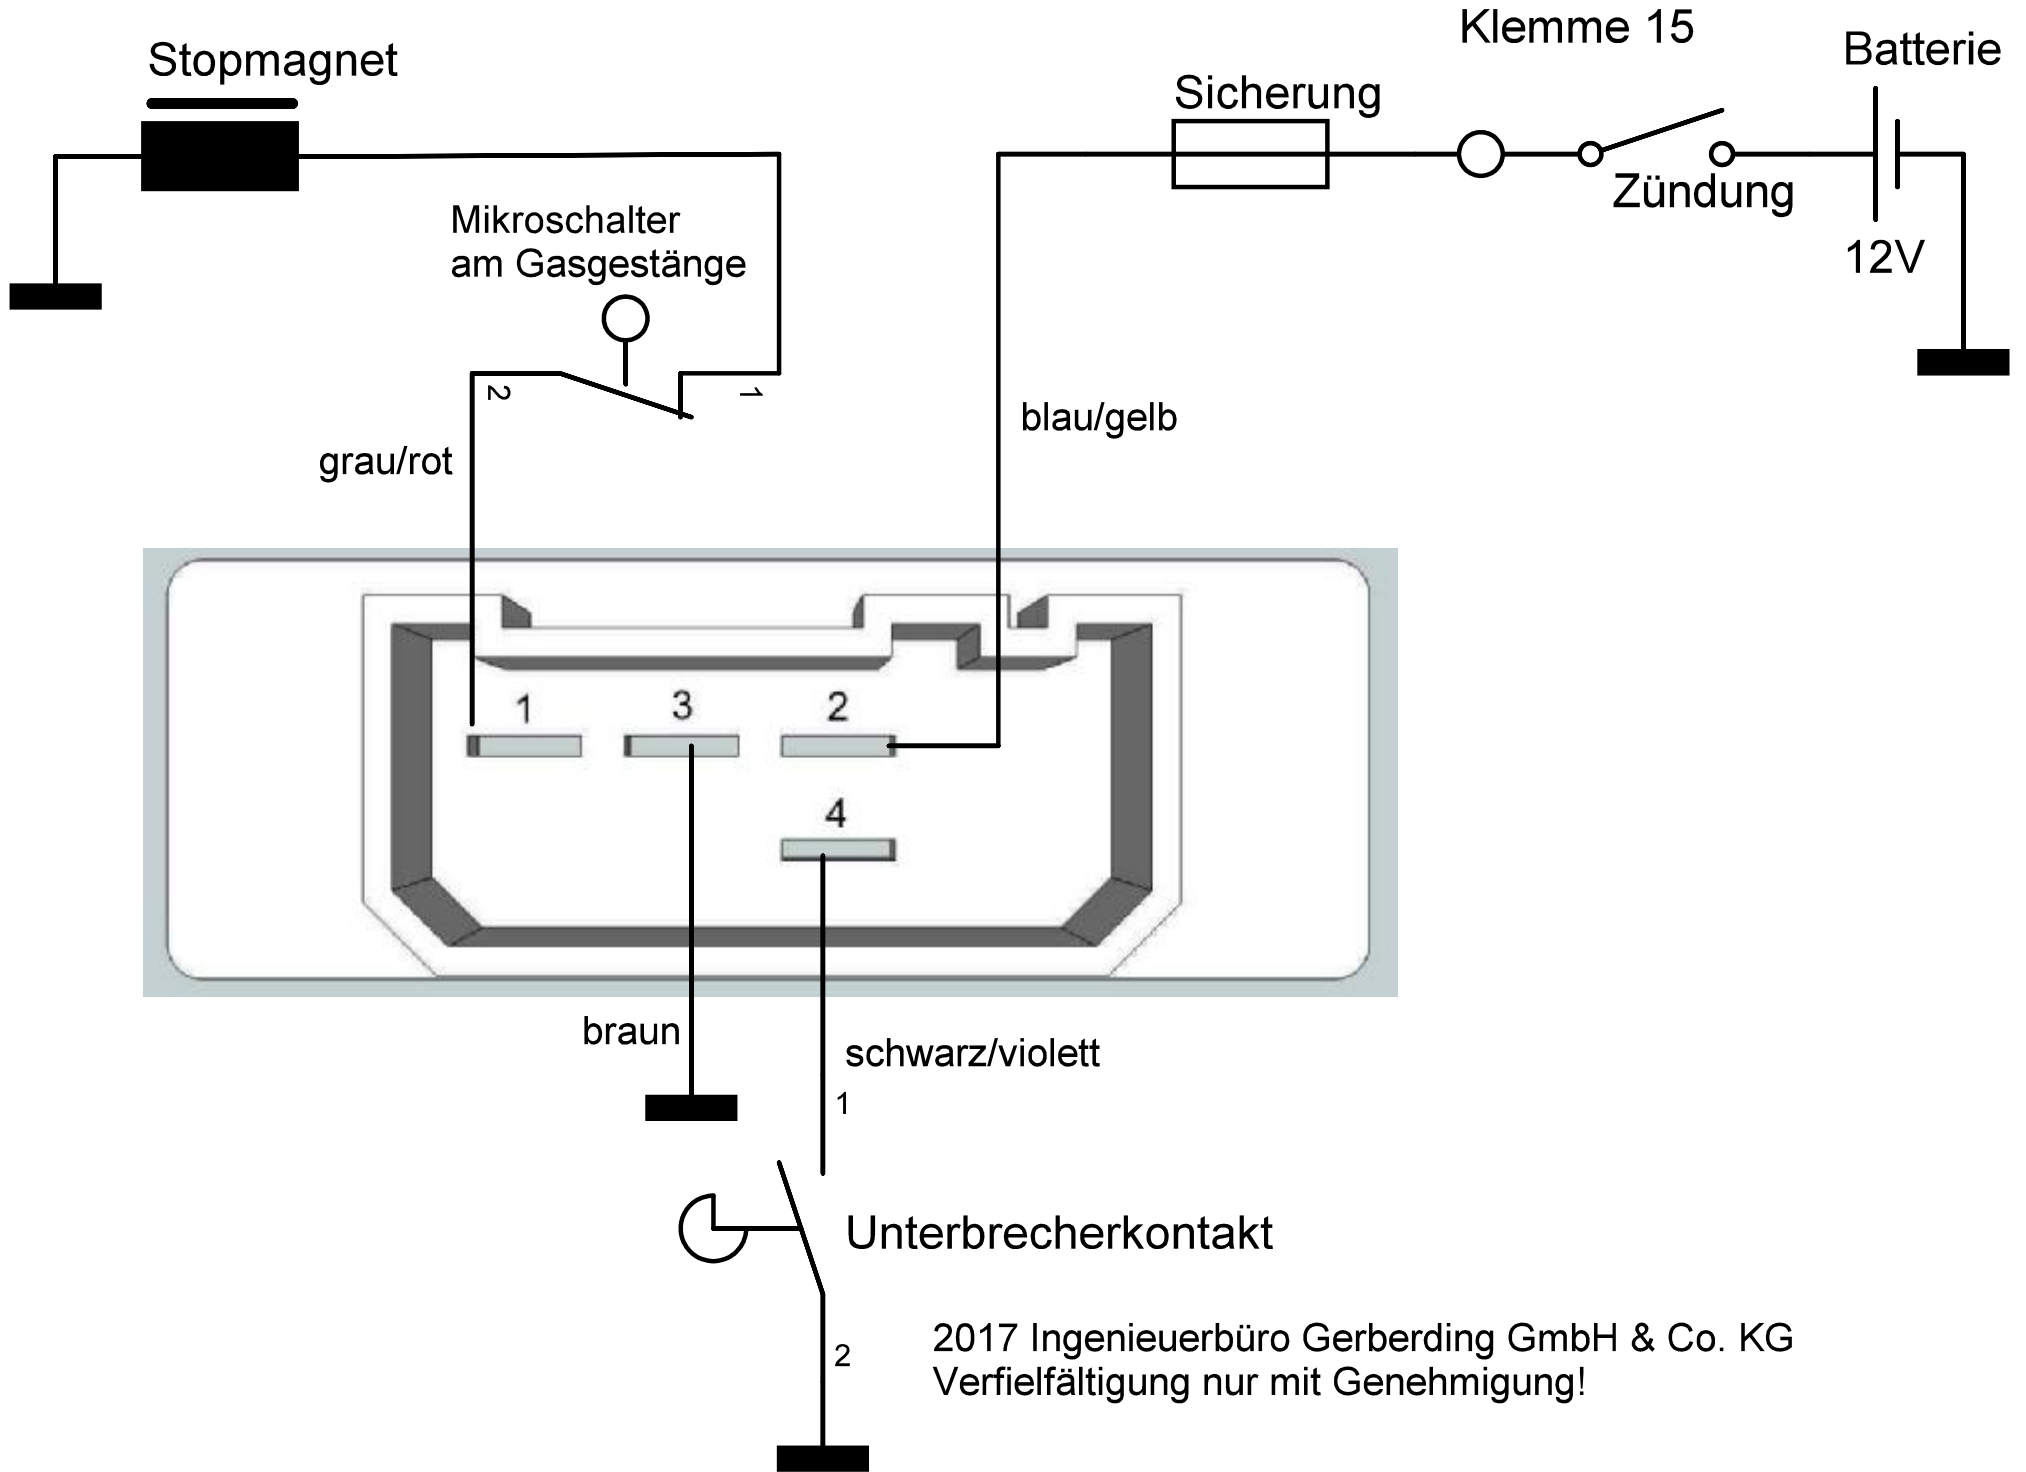 Klemme 15
Stopmagnet
Batterie
Sicherung
Zündung
Mikroschalter
am Gasgestänge
12V
2
1
blau/gelb
grau/rot
1
3
2
4
braun
schwarz/violett
1
Unterbrecherkontakt
2
2017 Ingenieuerbüro Gerberding GmbH & Co. KG
Verfielfältigung nur mit Genehmigung!